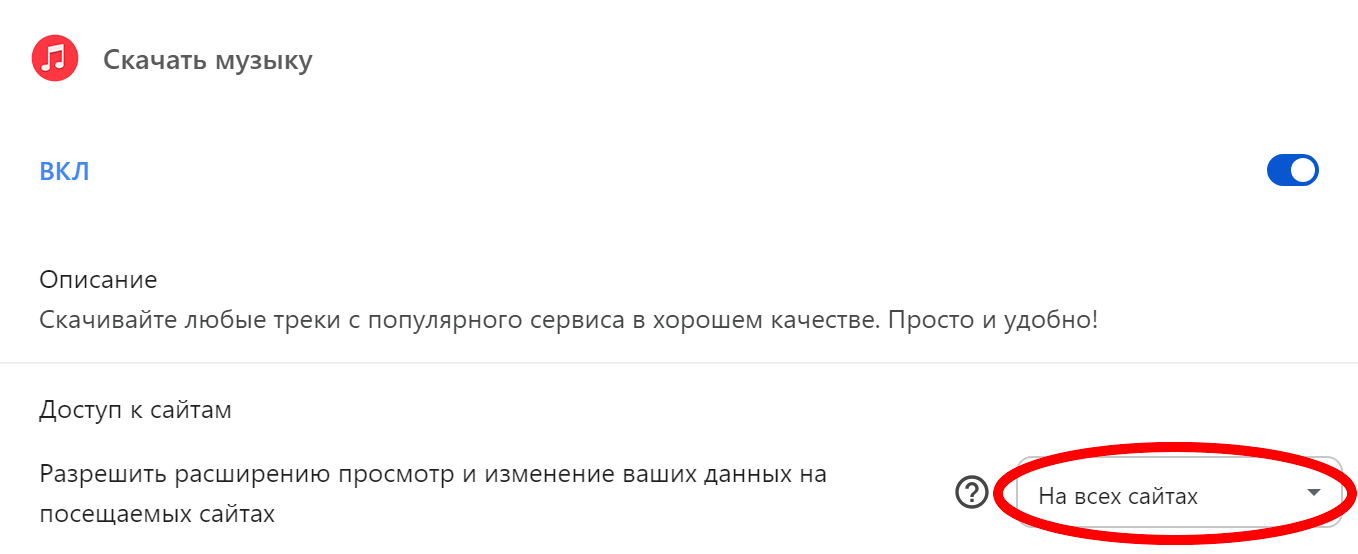 Скачать музыку
ВКЛ
Описание
Скачивайте любые треки с популярного сервиса в хорошем качестве. Просто и удобно!
Доступ к сайтам
Разрешить расширению просмотр и изменение ваших данных на
посещаемых сайтах
На всех сайтах